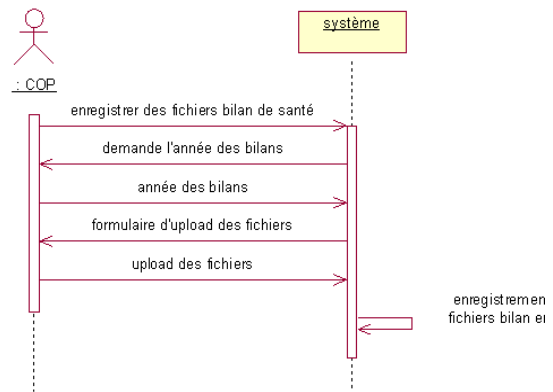 système
: COP
enregistrer des fichiers bilan de santé
demande l'année des bilans
année des bilans
formulaire d'upload des fichiers
upload des fichiers
fichiers bilan